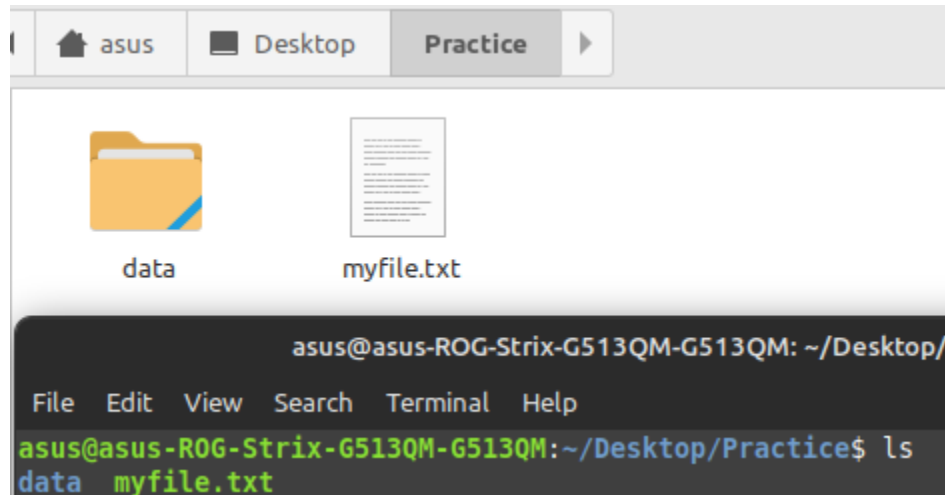 asus Desktop Practice
data myfile.txt
asus@asus-ROG-Strix-G513QM-G513QM: ~/Desktop/
File Edit View Search Terminal Help
asus@asus-ROG-Strix-G513QM-G513QM:~/Desktop/Practice$ ls
data myfile.txt